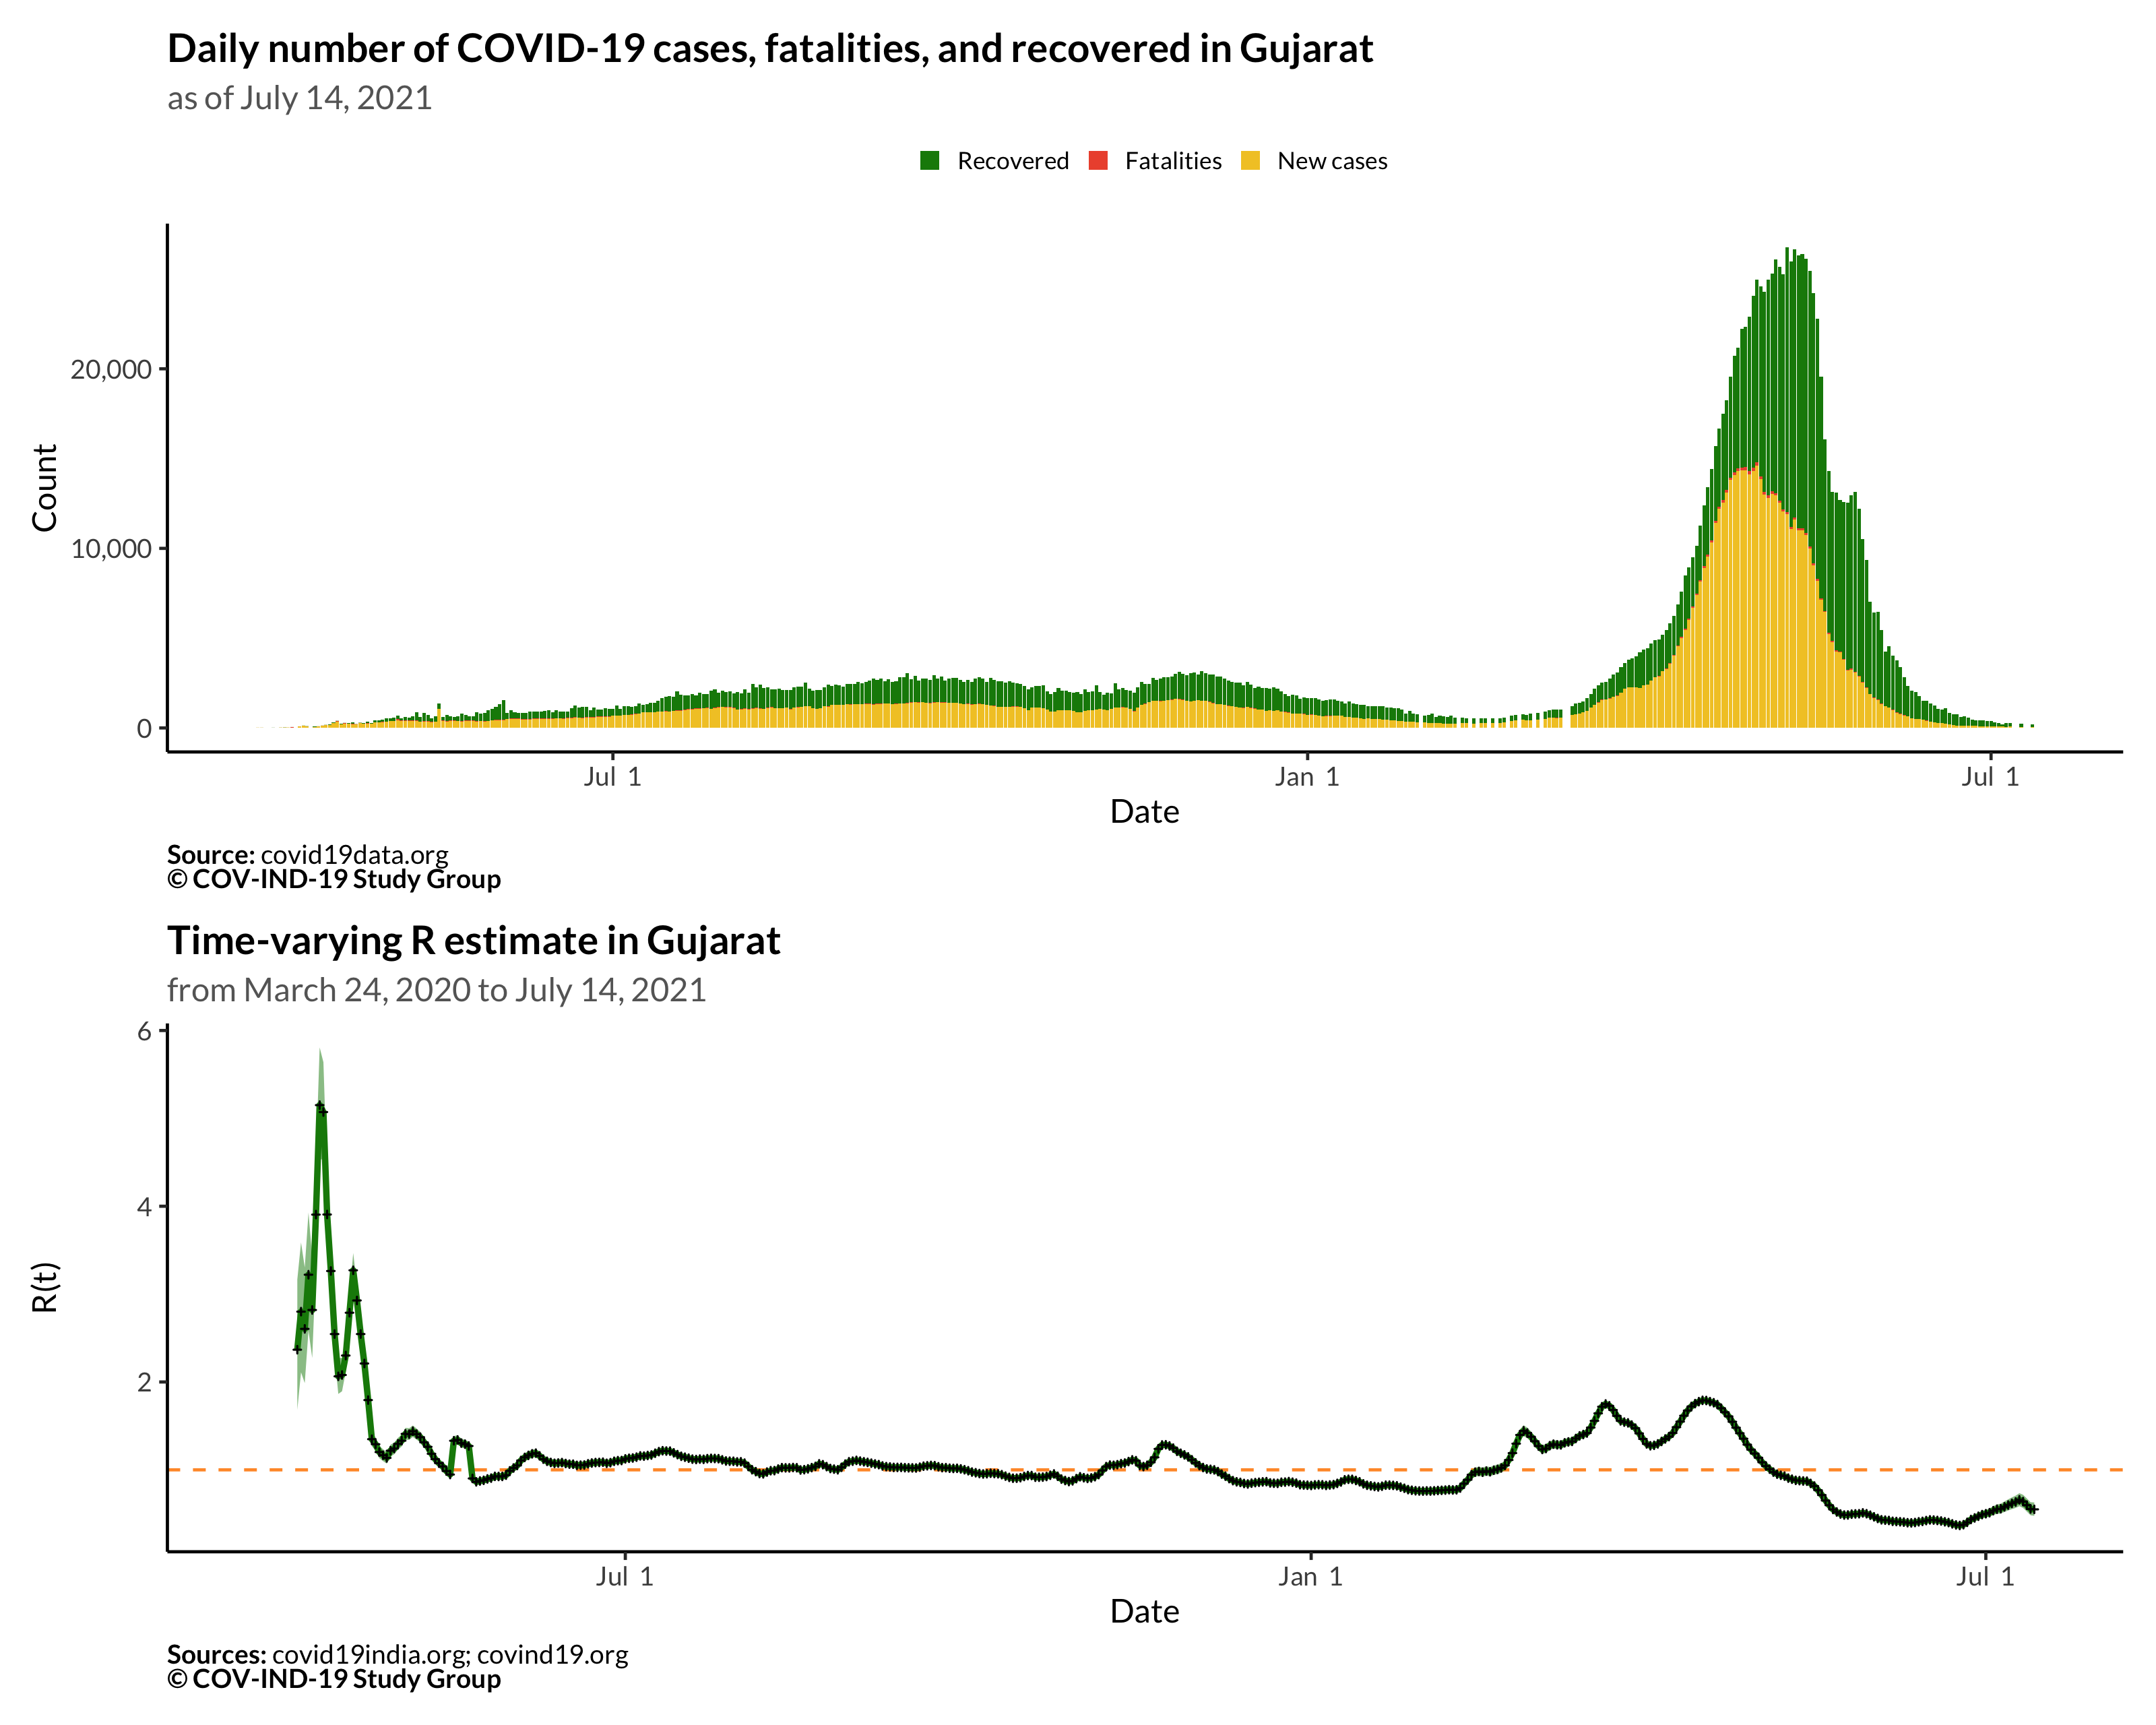 Daily number of COVID-19 cases, fatalities, and recovered in Gujarat
as of July 14, 2021
Recovered Fatalities New cases
20,000
10,000
0
Count
Jul 1 Jan 1 Jul 1
Date
Source: covid19data.org
© COV-IND-19 Study Group
Time-varying R estimate in Gujarat
from March 24, 2020 to July 14, 2021
6
4
2
R(t)
Jul 1 Jan 1 Jul 1
Date
Sources: covid19india.org; covind19.org
© COV-IND-19 Study Group